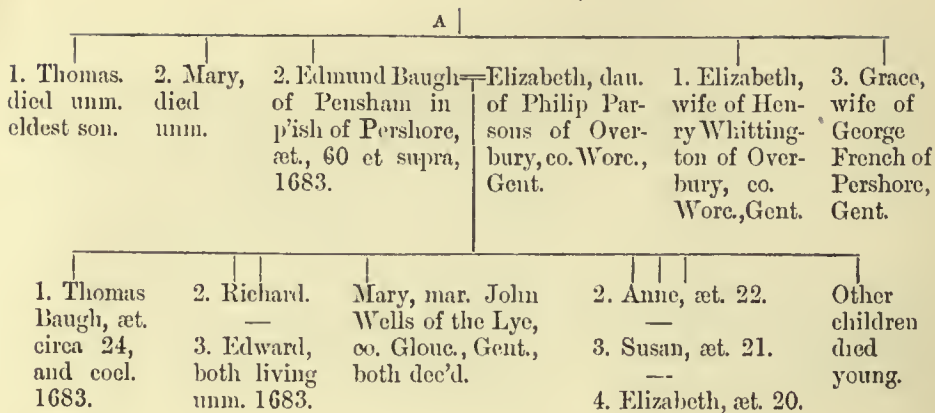 A
1. Thomas.
died unm.
eldest son.
2. Mary,
died
unm.
2. Edmund Baugh
of Pensham in
p'ish of Pershore,
æt., 60 et supra,
1683.
Elizabeth, dau.
of Philip Par-
sons of Over-
bury, co. Worc.,
Gent.
1. Elizabeth,
wife of Hen-
ry Whitting-
ton of Over-
bury, co.
Worc., Gent.
3. Grace,
wife of
George
French of
Pershore,
Gent.
1. Thomas
Baugh, æt.
circa 24,
and coel.
1683.
2. Richard.
—
3. Edward,
both living
unm. 1683.
Mary, mar. John
Wells of the Lye,
co. Glouc., Gent.,
both dec'd.
2. Anne, æt. 22.
—
3. Susan, æt. 21.
—
4. Elizabeth, æt. 20.
Other
children
died
young.